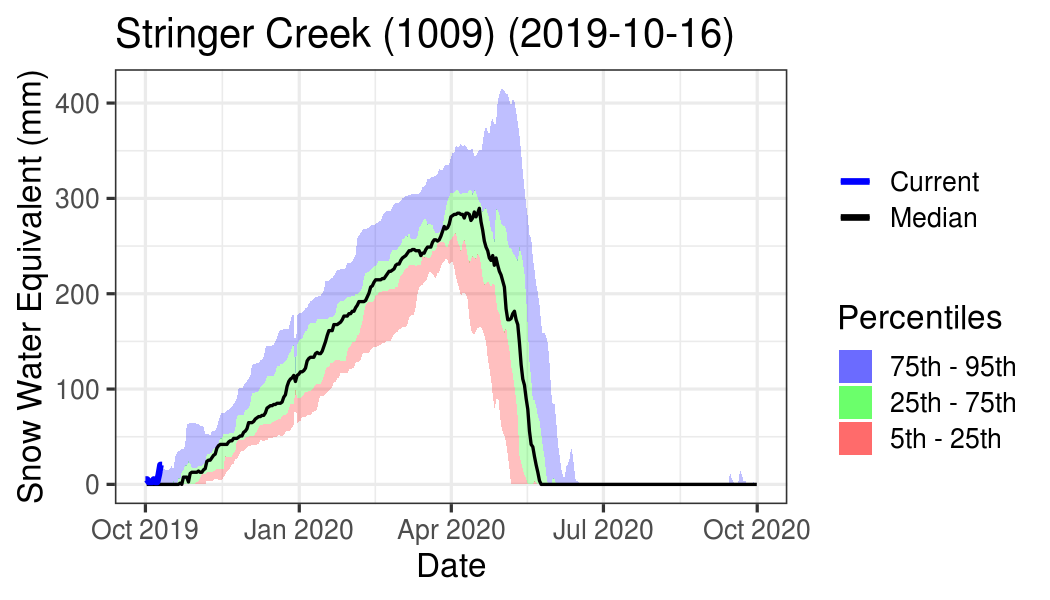 Stringer Creek (1009) (2019-10-16)
Snow Water Equivalent (mm)
400
300
200
100
0
Oct 2019
Jan 2020
Apr 2020
Jul 2020
Oct 2020
Date
Current
Median
Percentiles
75th - 95th
25th - 75th
5th - 25th